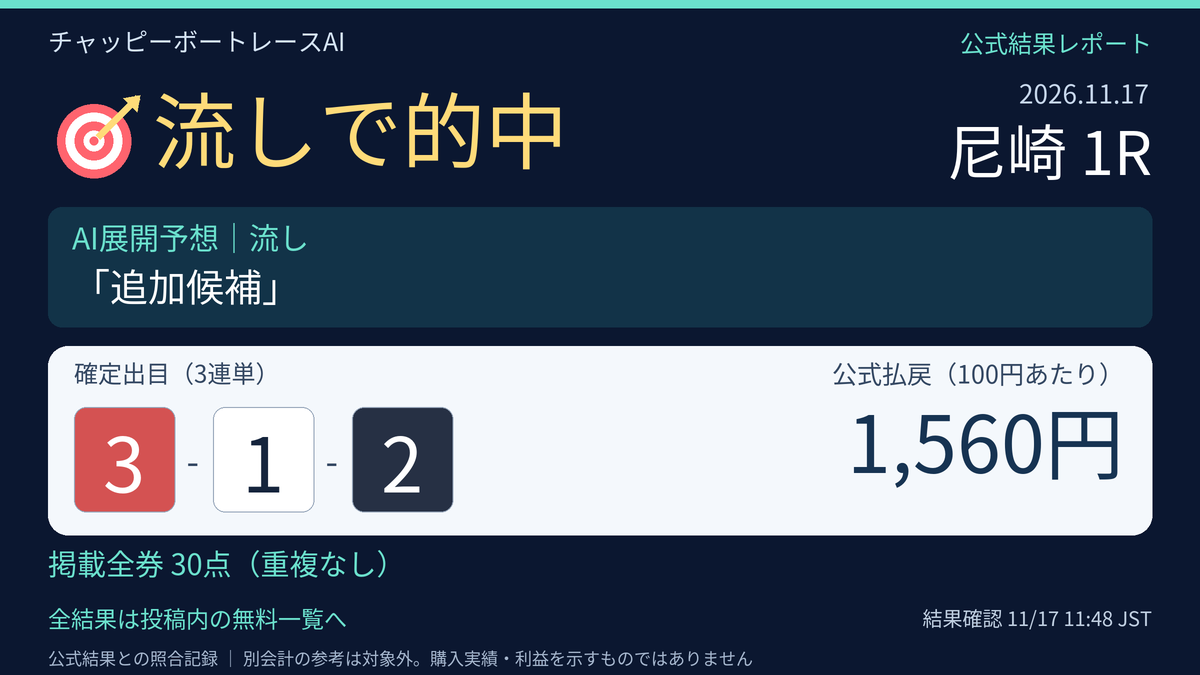 チャッピーボートレースAI
公式結果レポート
2026.11.17
流しで的中
尼崎 1R
AI展開予想｜流し
「追加候補」
確定出目（3連単）
公式払戻（100円あたり）
3 - 1 - 2
1,560円
掲載全券 30点（重複なし）
全結果は投稿内の無料一覧へ
結果確認 11/17 11:48 JST
公式結果との照合記録｜別会計の参考は対象外。購入実績・利益を示すものではありません